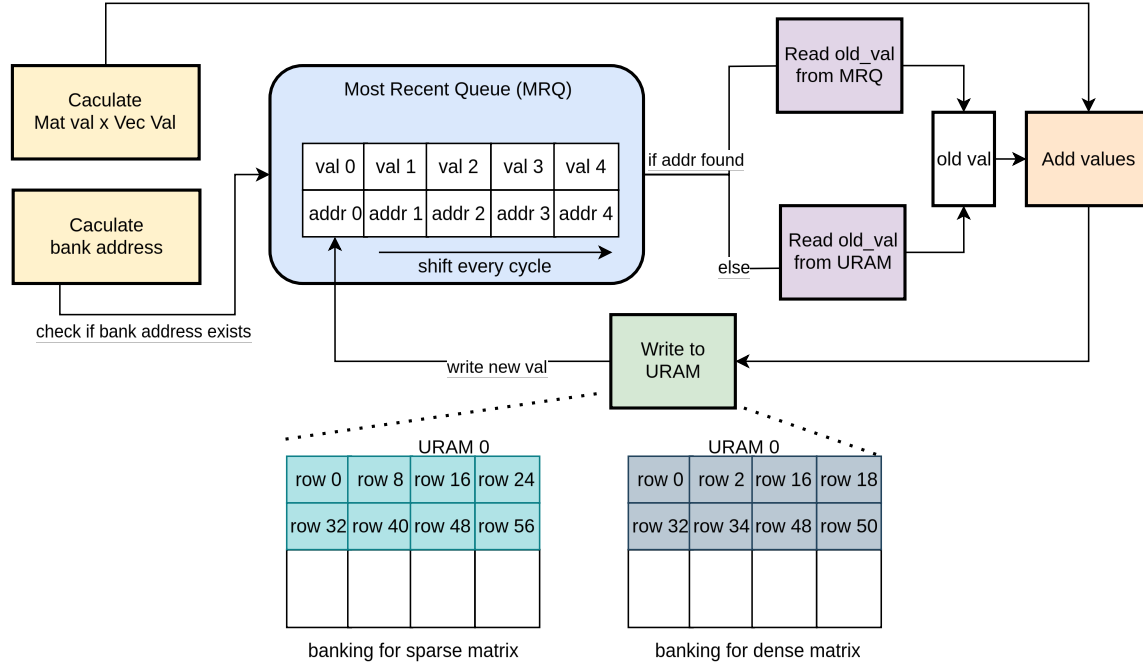 Caculate
Mat val x Vec Val
Caculate
bank address
check if bank address exists
Most Recent Queue (MRQ)
val 0 val 1 val 2 val 3 val 4
addr 0 addr 1 addr 2 addr 3 addr 4
shift every cycle
if addr found
else
Read old_val
from MRQ
Read old_val
from URAM
old val
Add values
Write to
URAM
write new val
URAM 0
row 0 row 8 row 16 row 24
row 32 row 40 row 48 row 56
banking for sparse matrix
URAM 0
row 0 row 2 row 16 row 18
row 32 row 34 row 48 row 50
banking for dense matrix